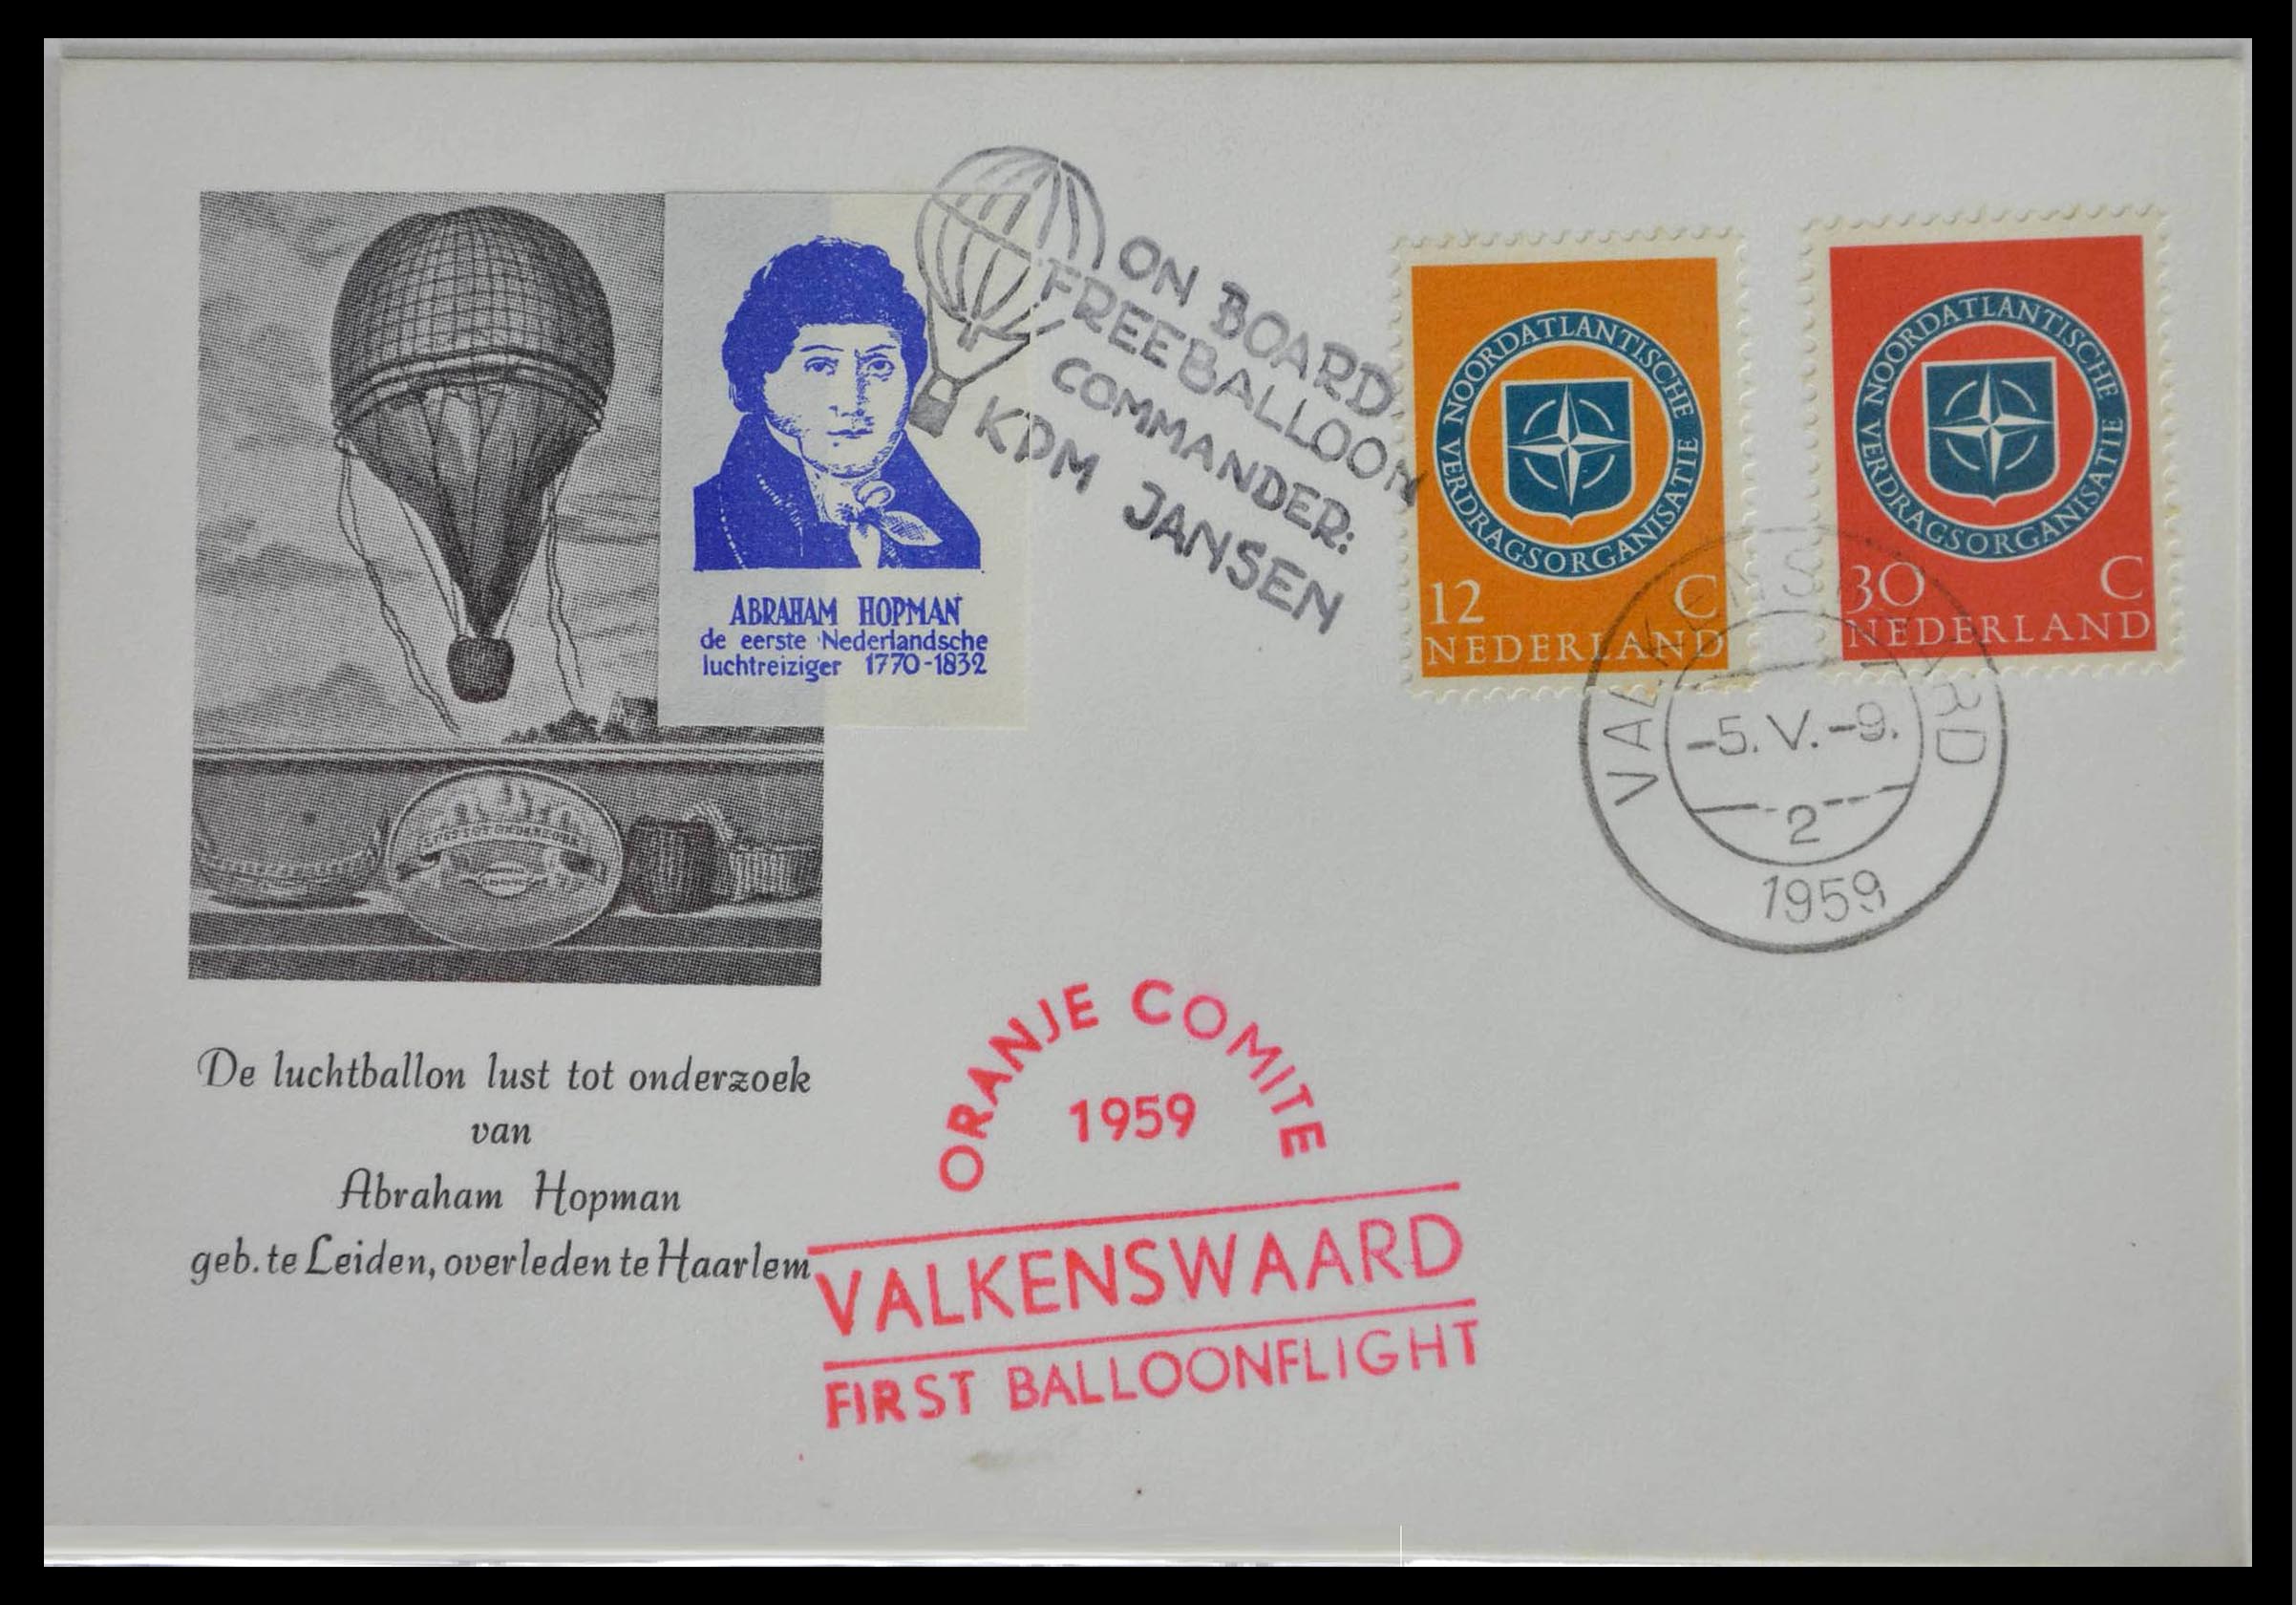 ABRAHAM HOPMAN
de eerste Nederlandsche
luchtreiziger 1770-1832
ON BOARD
FREEBALLOON
COMMANDER:
KPM JANSEN
NOORDATLANTISCHE VERDRAGSORGANISATIE
12 C
NEDERLAND
NOORDATLANTISCHE VERDRAGSORGANISATIE
30 C
NEDERLAND
-5. V. -9.
2
1959
De luchtballon lust tot onderzoek
van
Abraham Hopman
geb. te Leiden, overleden te Haarlem
ORANJE COMITE
1959
VALKENSWAARD
FIRST BALLOONFLIGHT